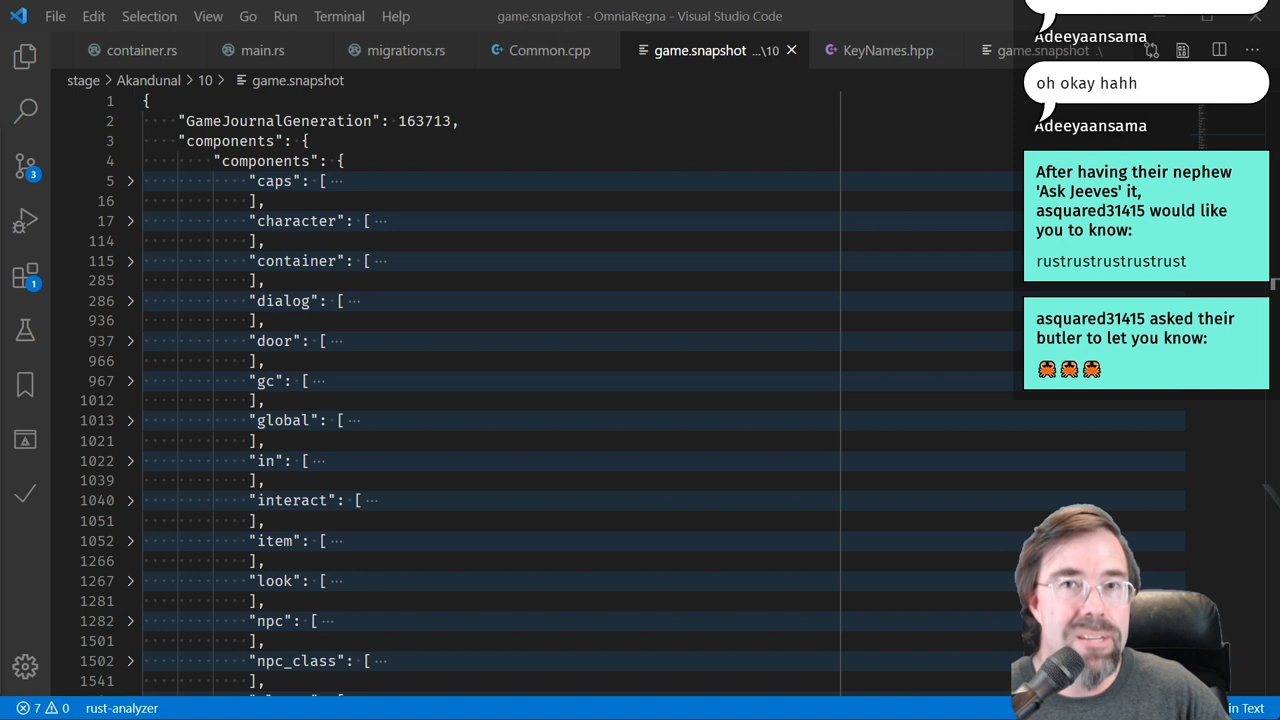 File Edit Selection View Go Run Terminal Help
game.snapshot - OmniaRegna - Visual Studio Code
container.rs
main.rs
migrations.rs
Common.cpp
game.snapshot ...\10
KeyNames.hpp
game.snapshot .\
stage > Akandunal > 10 > game.snapshot
1 {
2 "GameJournalGeneration": 163713,
3 "components": {
4 "components": {
5 "caps": [ ...
16 ],
17 "character": [ ...
114 ],
115 "container": [ ...
285 ],
286 "dialog": [ ...
936 ],
937 "door": [ ...
966 ],
967 "gc": [ ...
1012 ],
1013 "global": [ ...
1021 ],
1022 "in": [ ...
1039 ],
1040 "interact": [ ...
1051 ],
1052 "item": [ ...
1266 ],
1267 "look": [ ...
1281 ],
1282 "npc": [ ...
1501 ],
1502 "npc_class": [ ...
1541 ],
3
1
7 0 rust-analyzer
in Text
Adeeyaansama
oh okay hahh
Adeeyaansama
After having their nephew
'Ask Jeeves' it,
asquared31415 would like
you to know:
rustrustrustrustrust
asquared31415 asked their
butler to let you know:
🦀🦀🦀